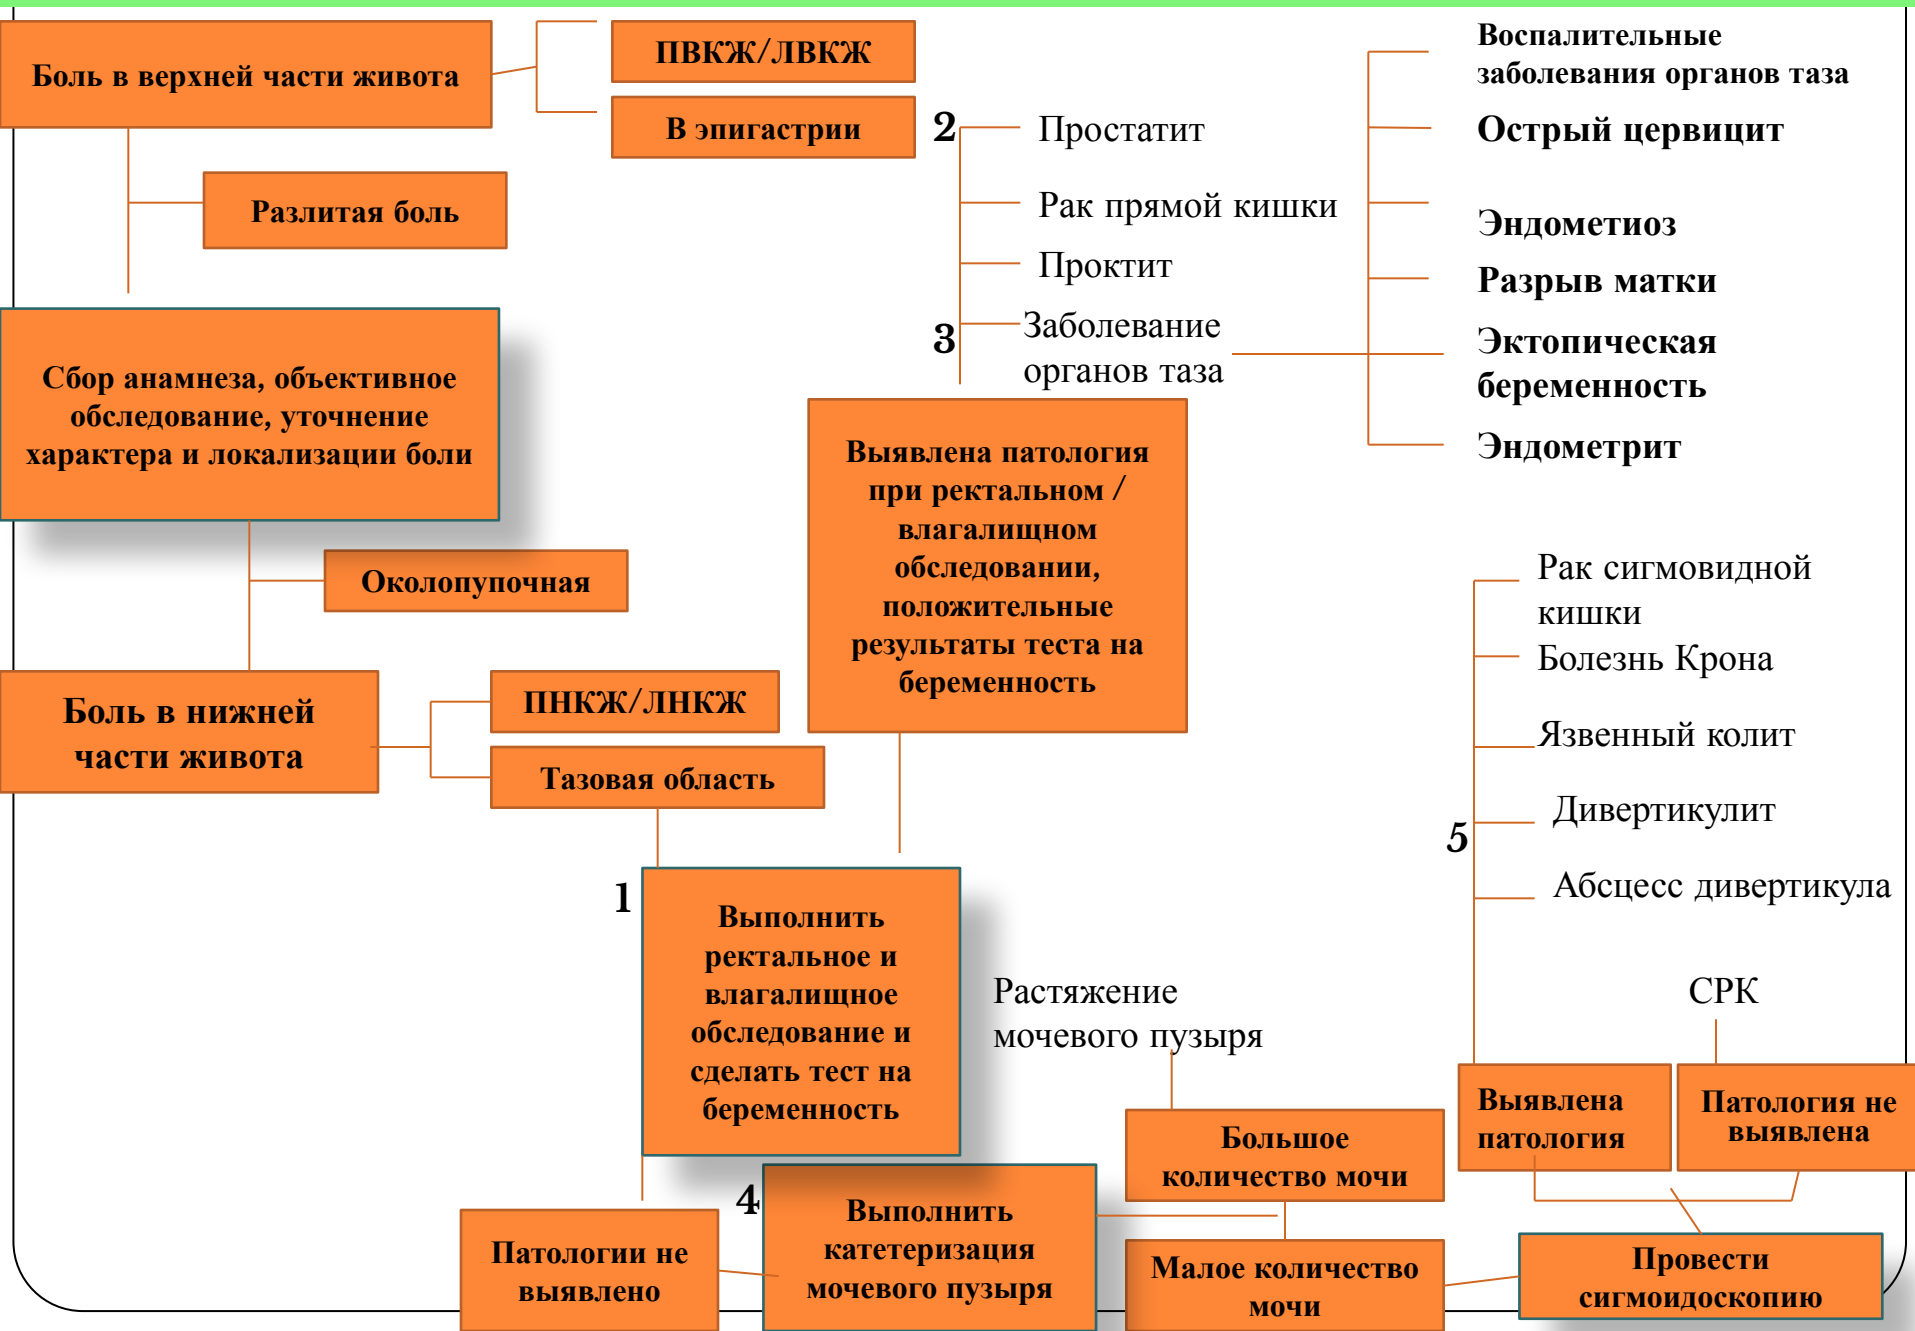 Боль в верхней части живота
ПВКЖ/ЛВКЖ
В эпигастрии
Разлитая боль
Сбор анамнеза, объективное
обследование, уточнение
характера и локализации боли
Околопупочная
Боль в нижней
части живота
ПНКЖ/ЛНКЖ
Тазовая область
1
Выполнить
ректальное и
влагалищное
обследование и
сделать тест на
беременность
2
Простатит
Рак прямой кишки
Проктит
3
Заболевание
органов таза
Выявлена патология
при ректальном /
влагалищном
обследовании,
положительные
результаты теста на
беременность
Воспалительные
заболевания органов таза
Острый цервицит
Эндометиоз
Разрыв матки
Эктопическая
беременность
Эндометрит
Патологии не
выявлено
4
Выполнить
катетеризация
мочевого пузыря
Растяжение
мочевого пузыря
Большое
количество мочи
Малое количество
мочи
5
Рак сигмовидной
кишки
Болезнь Крона
Язвенный колит
Дивертикулит
Абсцесс дивертикула
СРК
Выявлена
патология
Патология не
выявлена
Провести
сигмоидоскопию